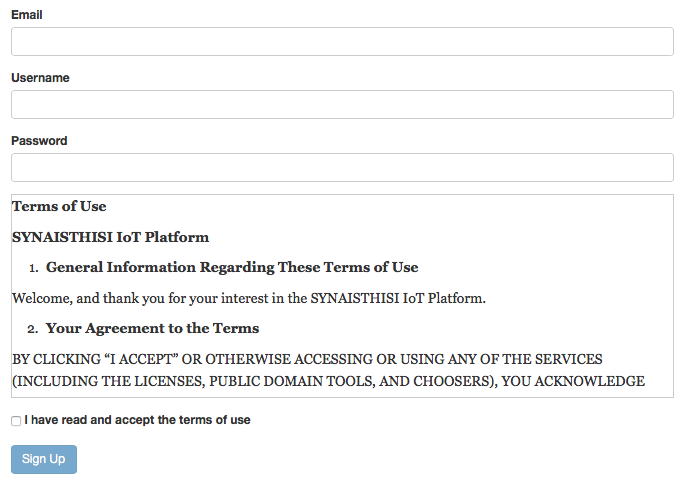 Email
Username
Password
Terms of Use
SYNAISTHISI IoT Platform
1. General Information Regarding These Terms of Use
Welcome, and thank you for your interest in the SYNAISTHISI IoT Platform.
2. Your Agreement to the Terms
BY CLICKING “I ACCEPT” OR OTHERWISE ACCESSING OR USING ANY OF THE SERVICES
(INCLUDING THE LICENSES, PUBLIC DOMAIN TOOLS, AND CHOOSERS), YOU ACKNOWLEDGE
I have read and accept the terms of use
Sign Up